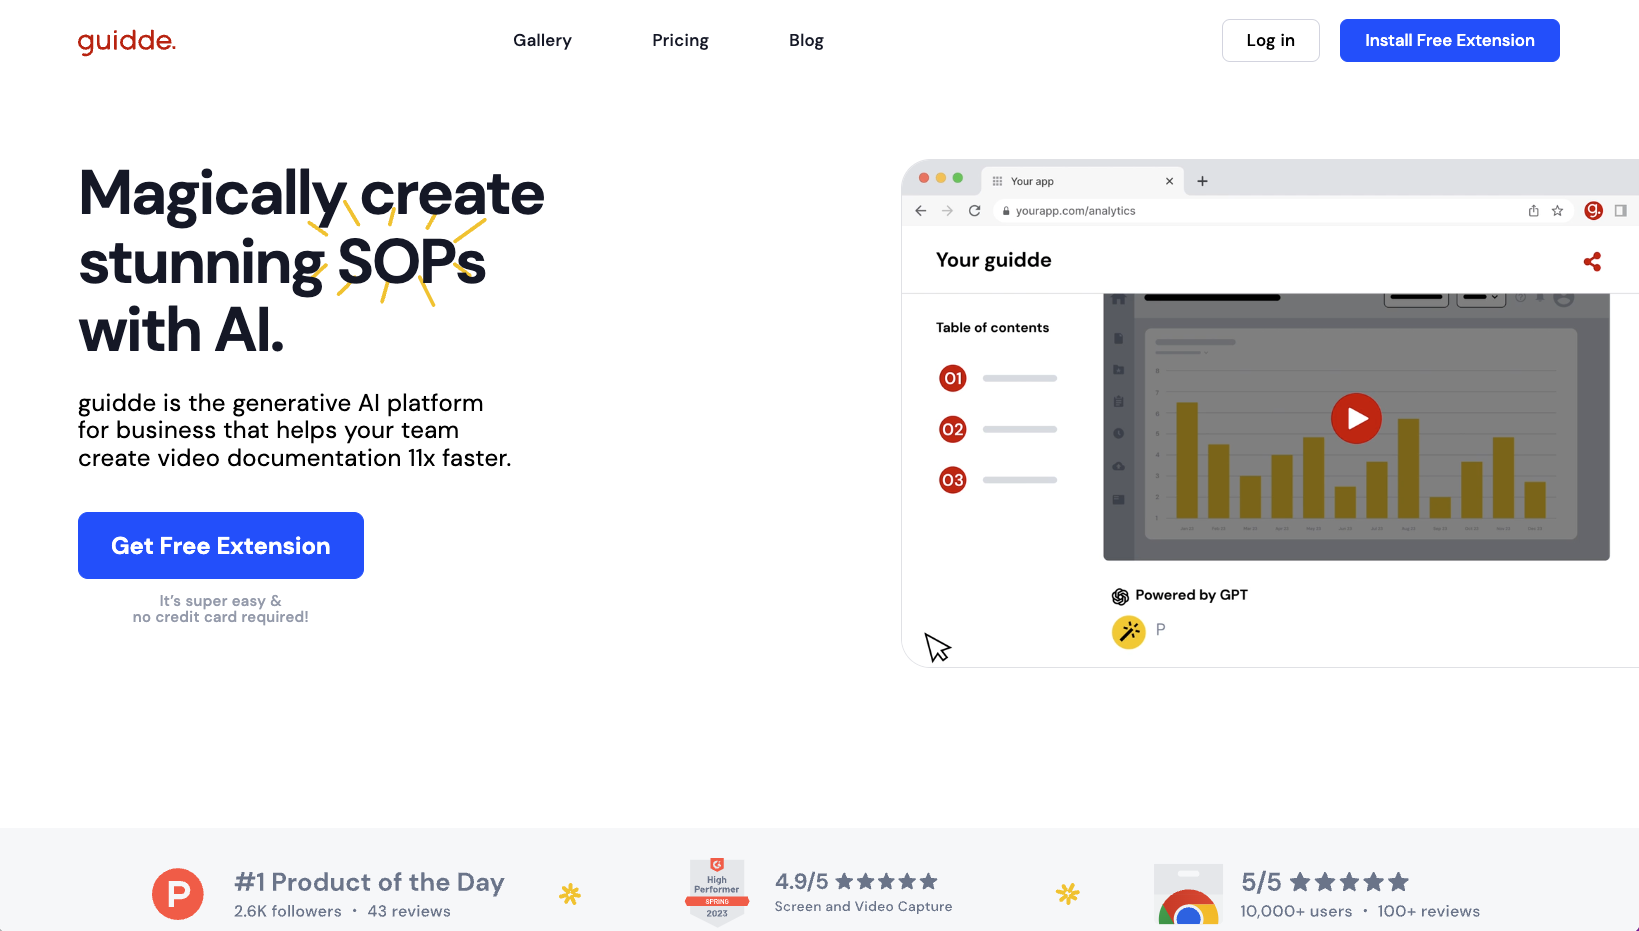 guidde.
Gallery
Pricing
Blog
Log in
Install Free Extension
Magically create
stunning SOPs
with AI.
guidde is the generative AI platform
for business that helps your team
create video documentation 11x faster.
Get Free Extension
It's super easy &
no credit card required!
Your app
yourapp.com/analytics
g.
Your guidde
Table of contents
01
02
03
Powered by GPT
P
P
#1 Product of the Day
2.6K followers • 43 reviews
High
Performer
SPRING
2023
4.9/5
Screen and Video Capture
5/5
10,000+ users • 100+ reviews